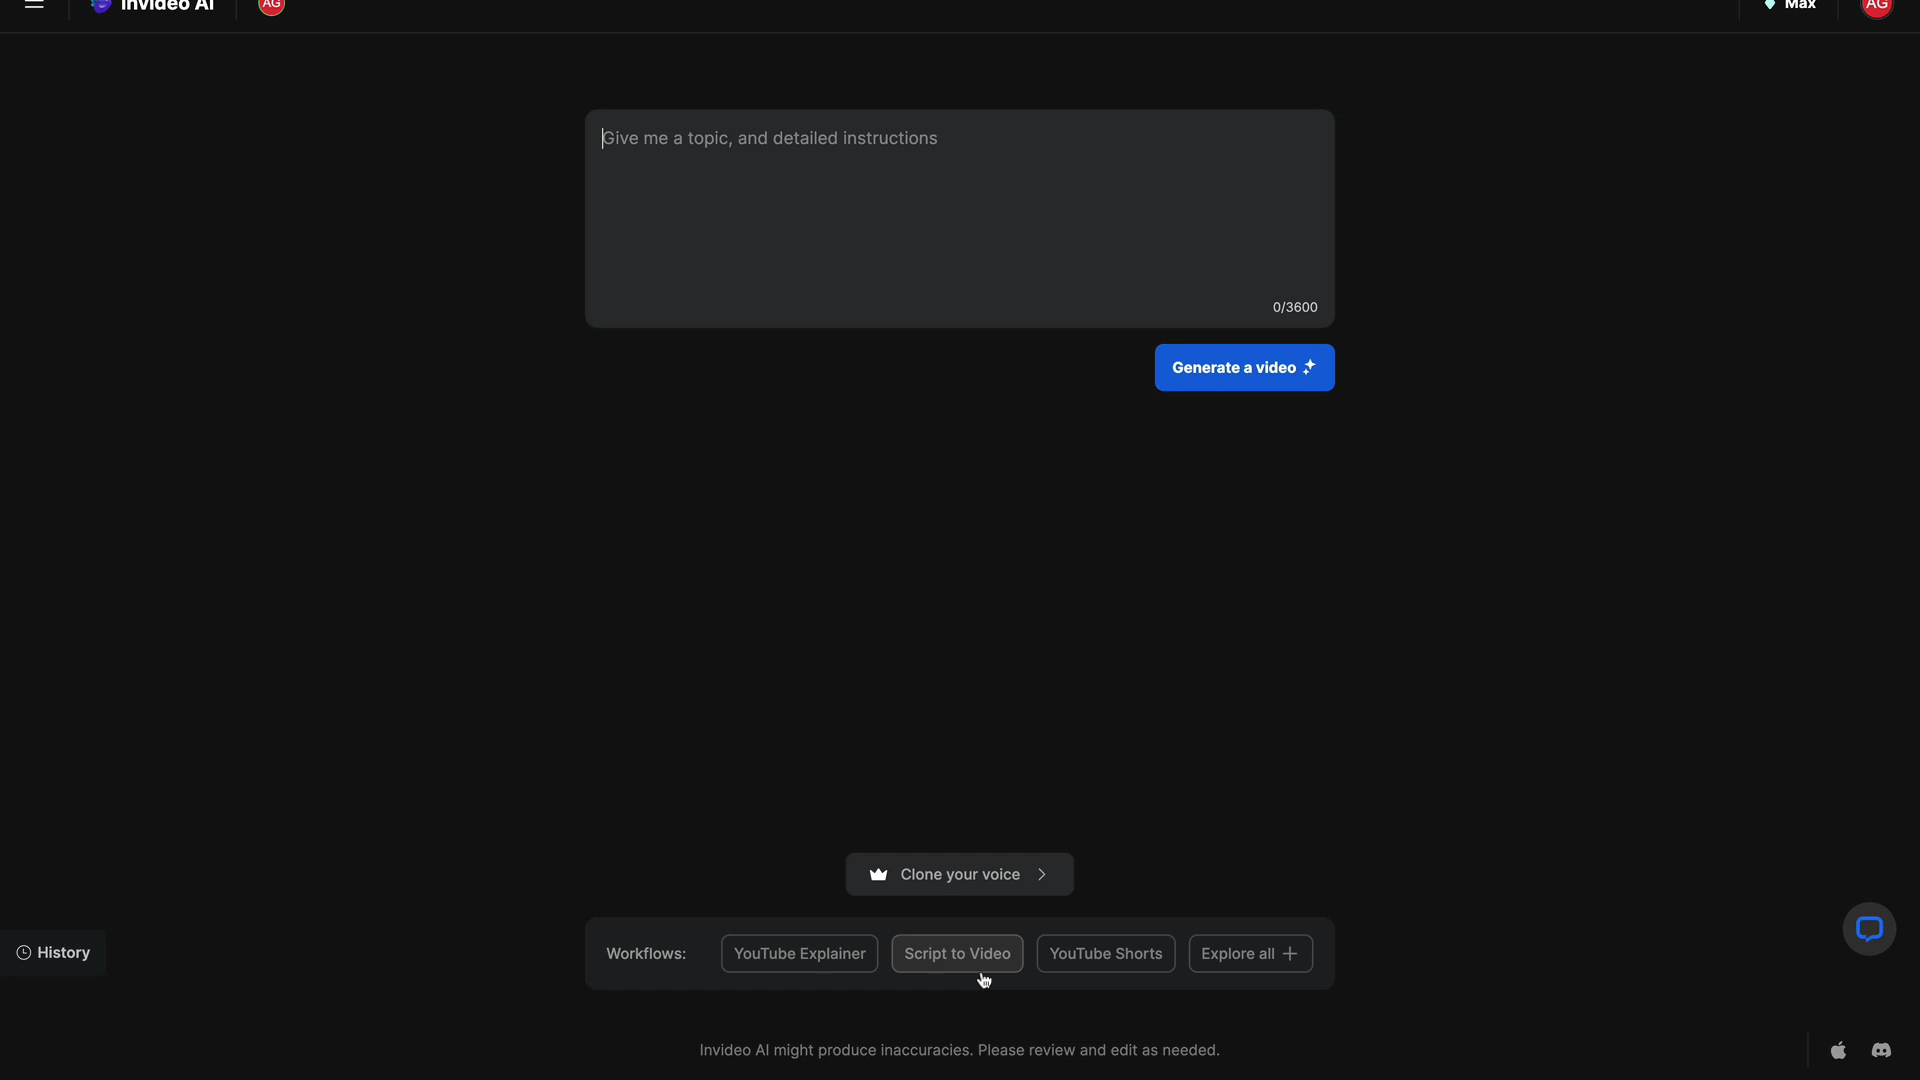 invideo AI
AG
Max
AG
Give me a topic, and detailed instructions
0/3600
Generate a video
Clone your voice
History
Workflows:
YouTube Explainer
Script to Video
YouTube Shorts
Explore all
Invideo AI might produce inaccuracies. Please review and edit as needed.